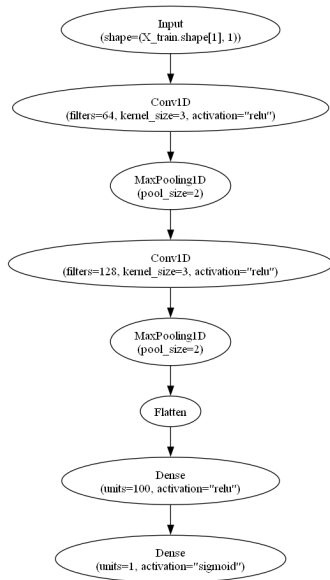 Input
(shape=(X_train.shape[1], 1))
Conv1D
(filters=64, kernel_size=3, activation="relu")
MaxPooling1D
(pool_size=2)
Conv1D
(filters=128, kernel_size=3, activation="relu")
MaxPooling1D
(pool_size=2)
Flatten
Dense
(units=100, activation="relu")
Dense
(units=1, activation="sigmoid")